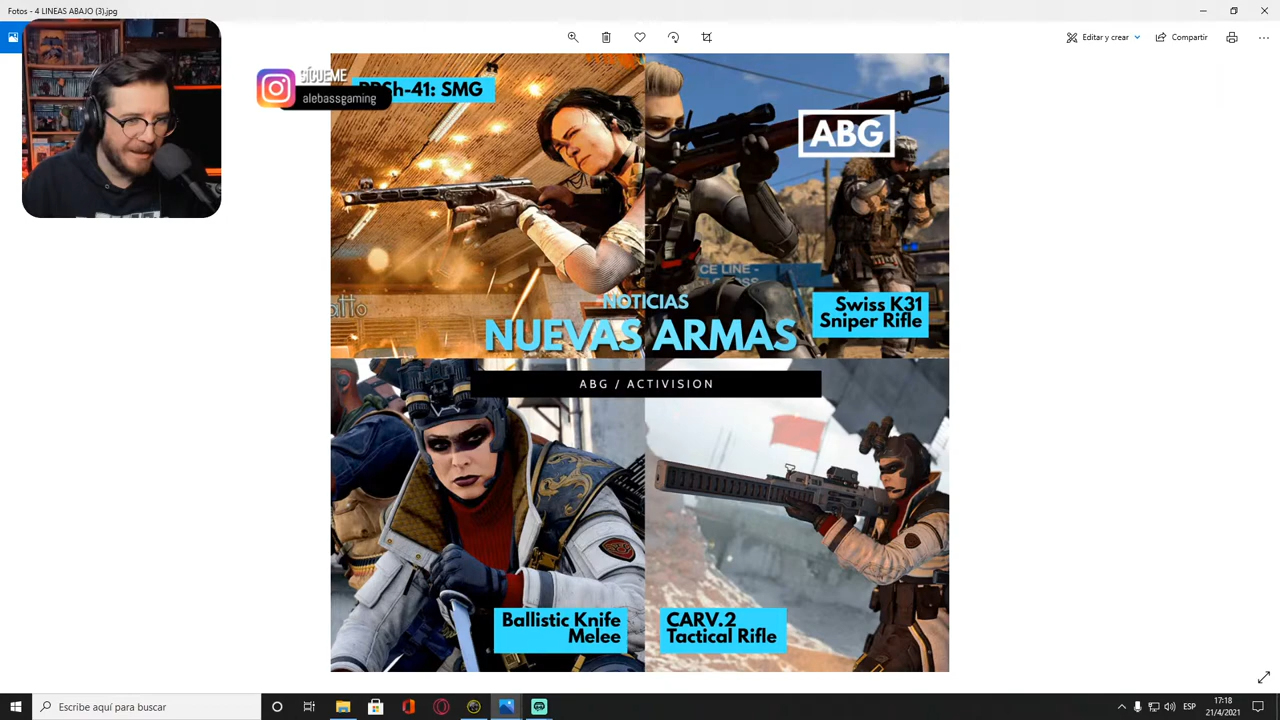 Fotos - 4 LINEAS ABAJO (3).jpg
Editar y crear
Compartir
SÍGUEME
alebassgaming
PPSh-41: SMG
ABG
CE LINE -
Swiss K31
Sniper Rifle
NOTICIAS
NUEVAS ARMAS
ABG / ACTIVISION
Ballistic Knife
Melee
CARV.2
Tactical Rifle
Escribe aquí para buscar
ESP
17:18
21/4/2021